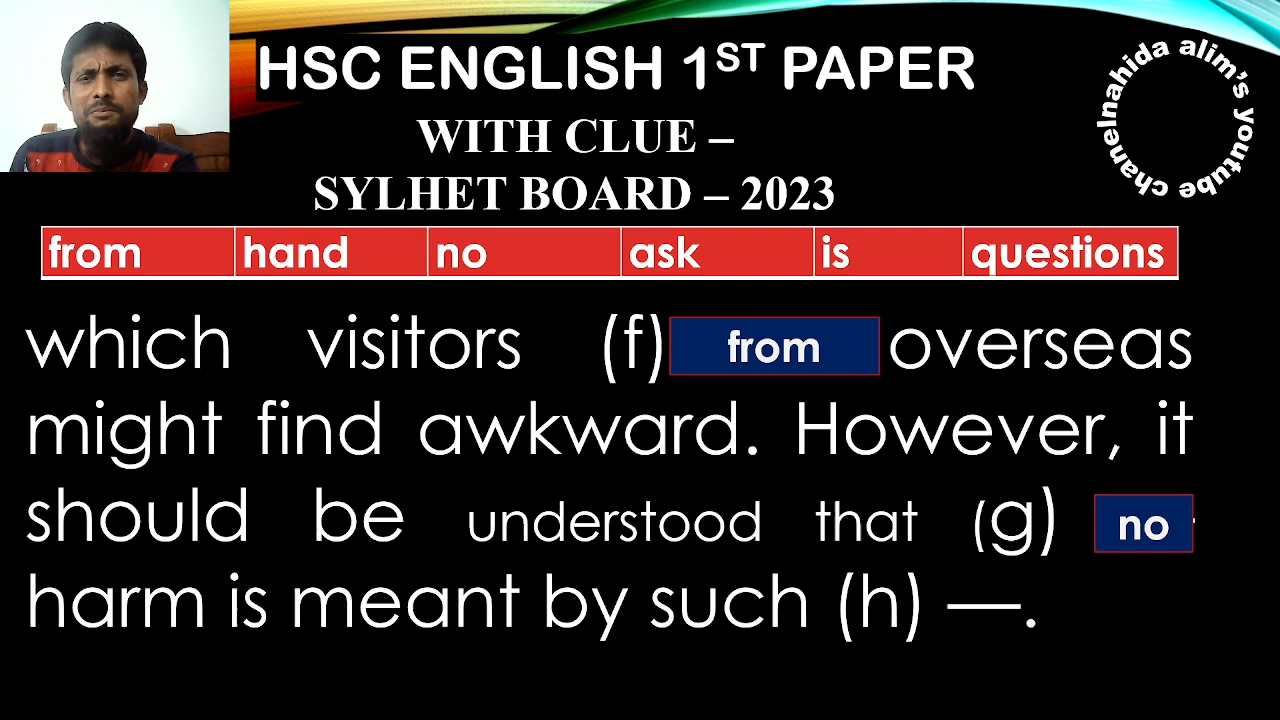 HSC ENGLISH 1ST PAPER
WITH CLUE –
SYLHET BOARD – 2023
nahida alim's youtube chanel
from hand no ask is questions
which visitors (f) from overseas
might find awkward. However, it
should be understood that (g) no
harm is meant by such (h) —.